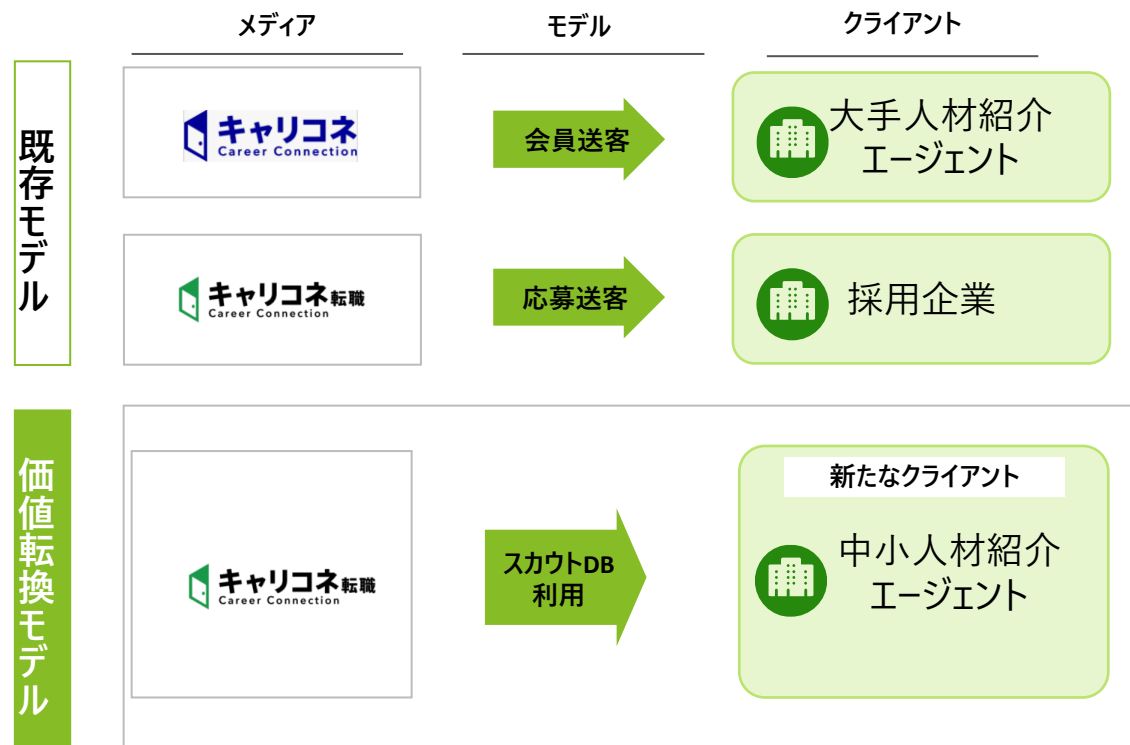 メディア
モデル
クライアント
既存モデル
キャリコネ
Career Connection
会員送客
大手人材紹介
エージェント
キャリコネ転職
Career Connection
応募送客
採用企業
価値転換モデル
キャリコネ転職
Career Connection
スカウトDB
利用
新たなクライアント
中小人材紹介
エージェント